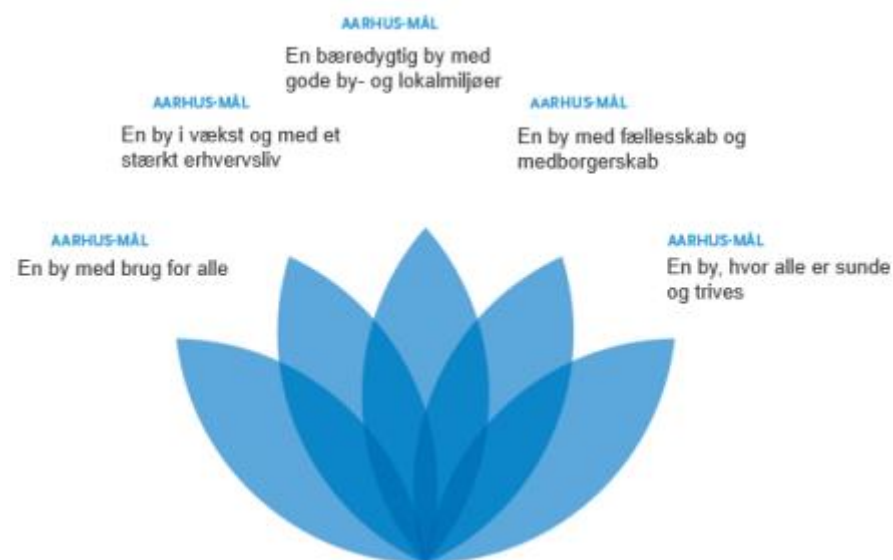 AARHUS-MÅL
En bæredygtig by med
gode by- og lokalmiljøer
AARHUS-MÅL
En by i vækst og med et
stærkt erhvervsliv
AARHUS-MÅL
En by med fællesskab og
medborgerskab
AARHUS-MÅL
En by med brug for alle
AARHUS-MÅL
En by, hvor alle er sunde
og trives